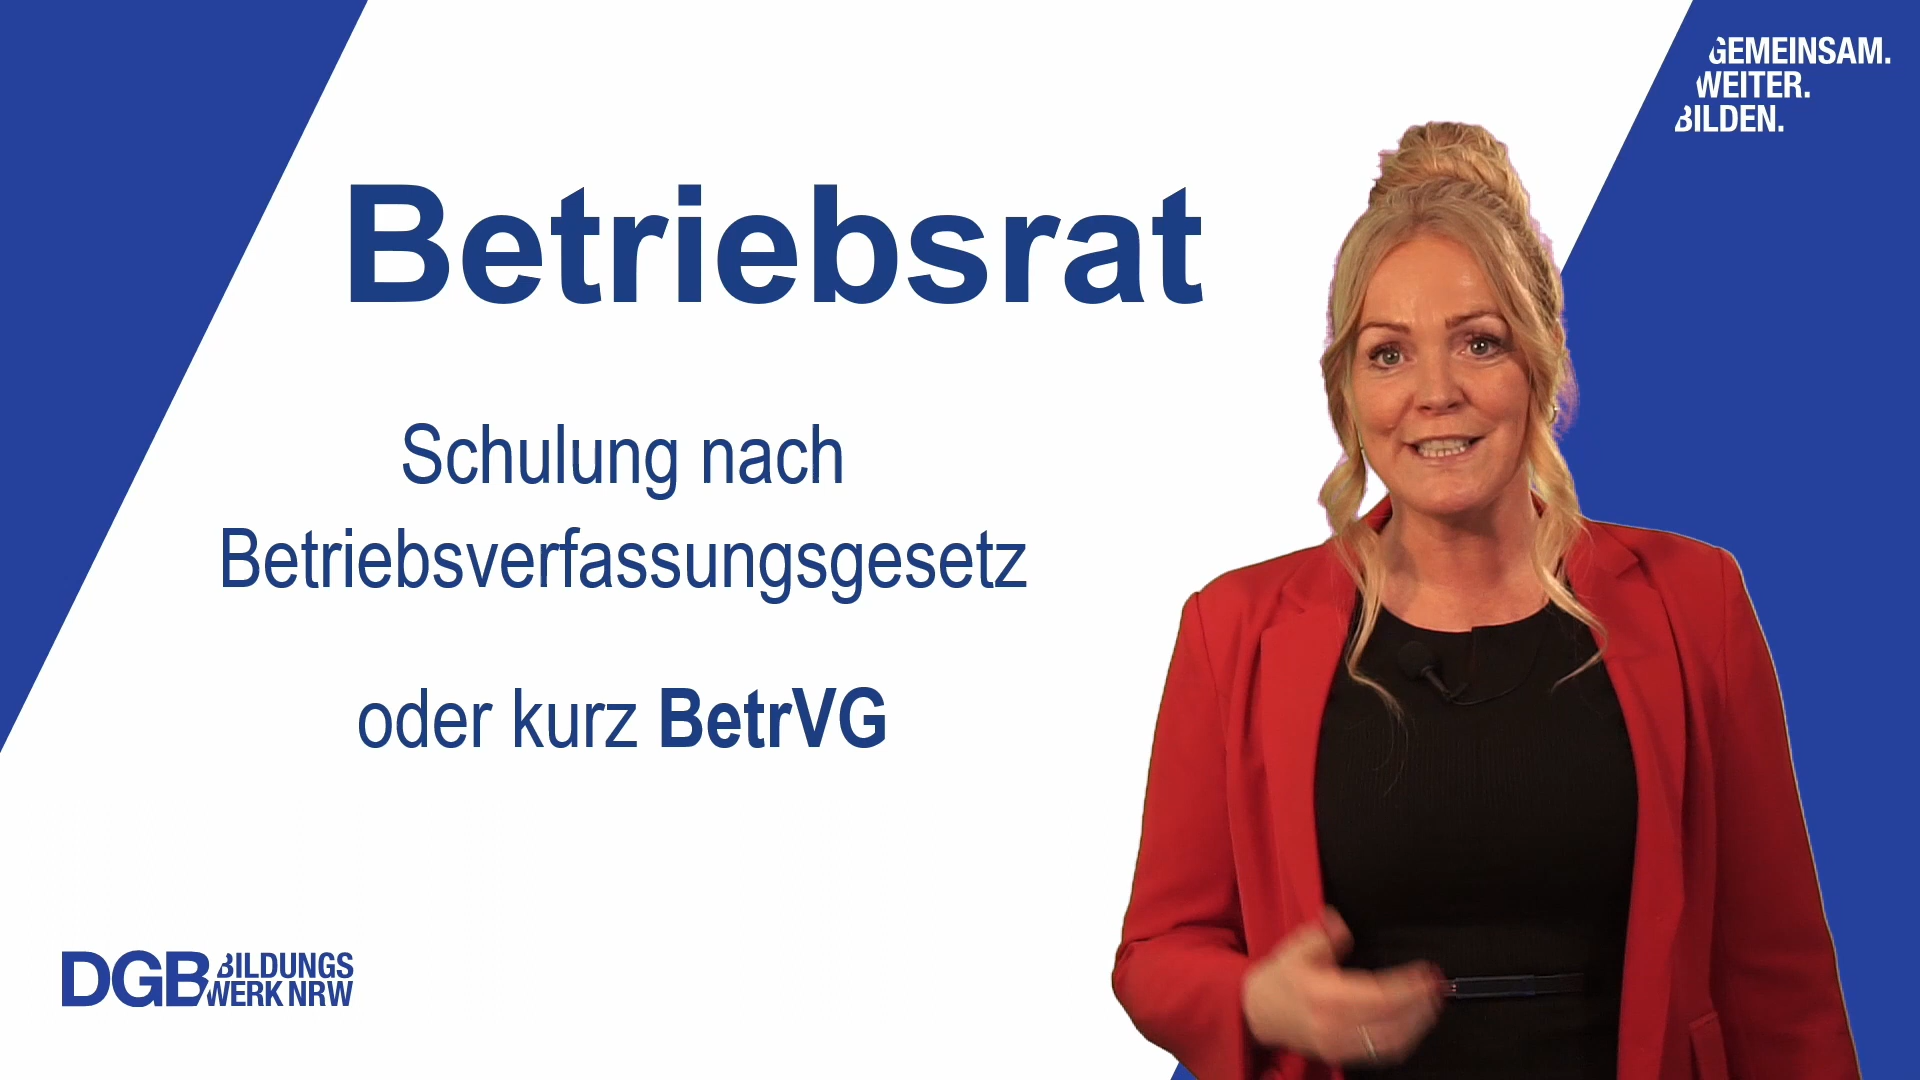 GEMEINSAM.
WEITER.
BILDEN.
Betriebsrat
Schulung nach
Betriebsverfassungsgesetz
oder kurz BetrVG
DGB BILDUNGS
WERK NRW